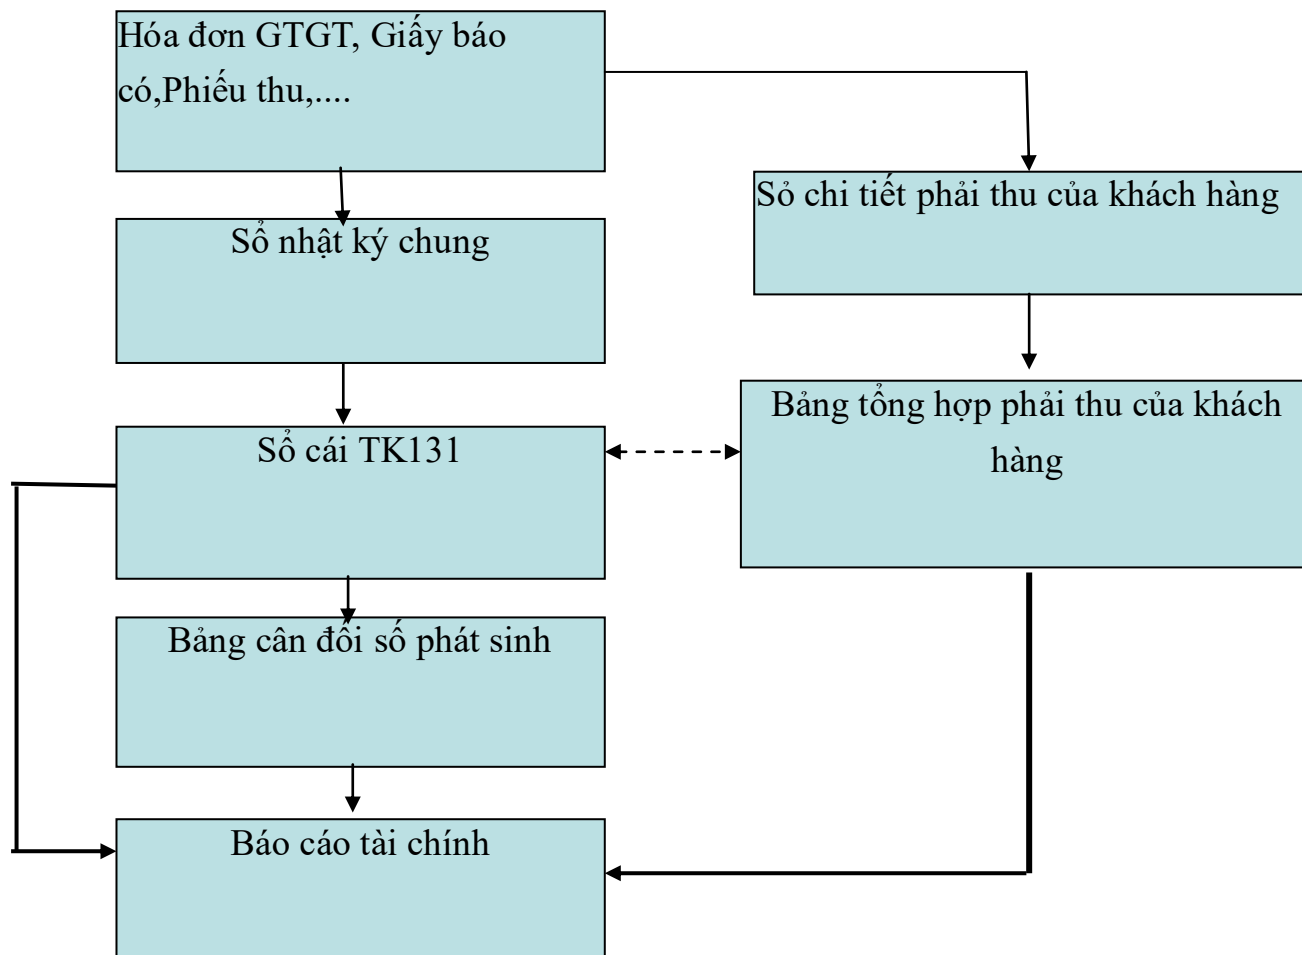 Hóa đơn GTGT, Giấy báo
có,Phiếu thu,....
Sỏ chi tiết phải thu của khách hàng
Sổ nhật ký chung
Bảng tổng hợp phải thu của khách
hàng
Sổ cái TK131
Bảng cân đối số phát sinh
Báo cáo tài chính